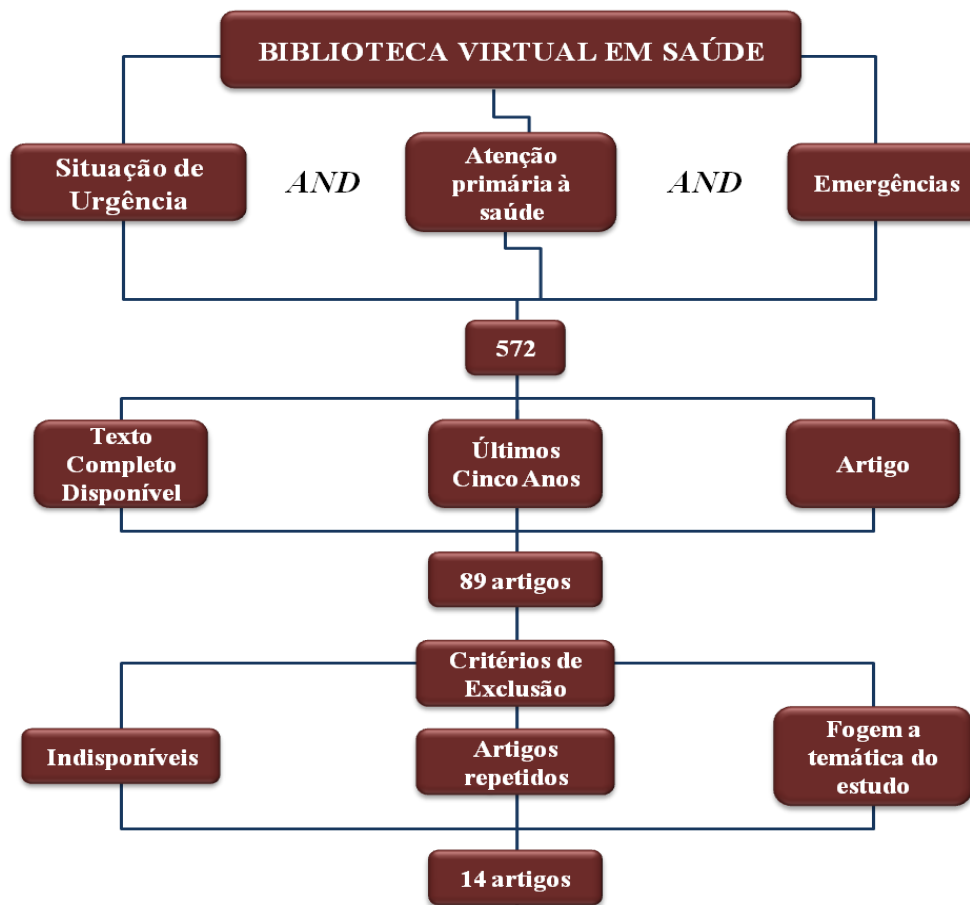 BIBLIOTECA VIRTUAL EM SAÚDE
Situação de
Urgência
AND
Atenção
primária à
saúde
AND
Emergências
572
Texto
Completo
Disponível
Últimos
Cinco Anos
Artigo
89 artigos
Critérios de
Exclusão
Indisponíveis
Artigos
repetidos
Fogem a
temática do
estudo
14 artigos